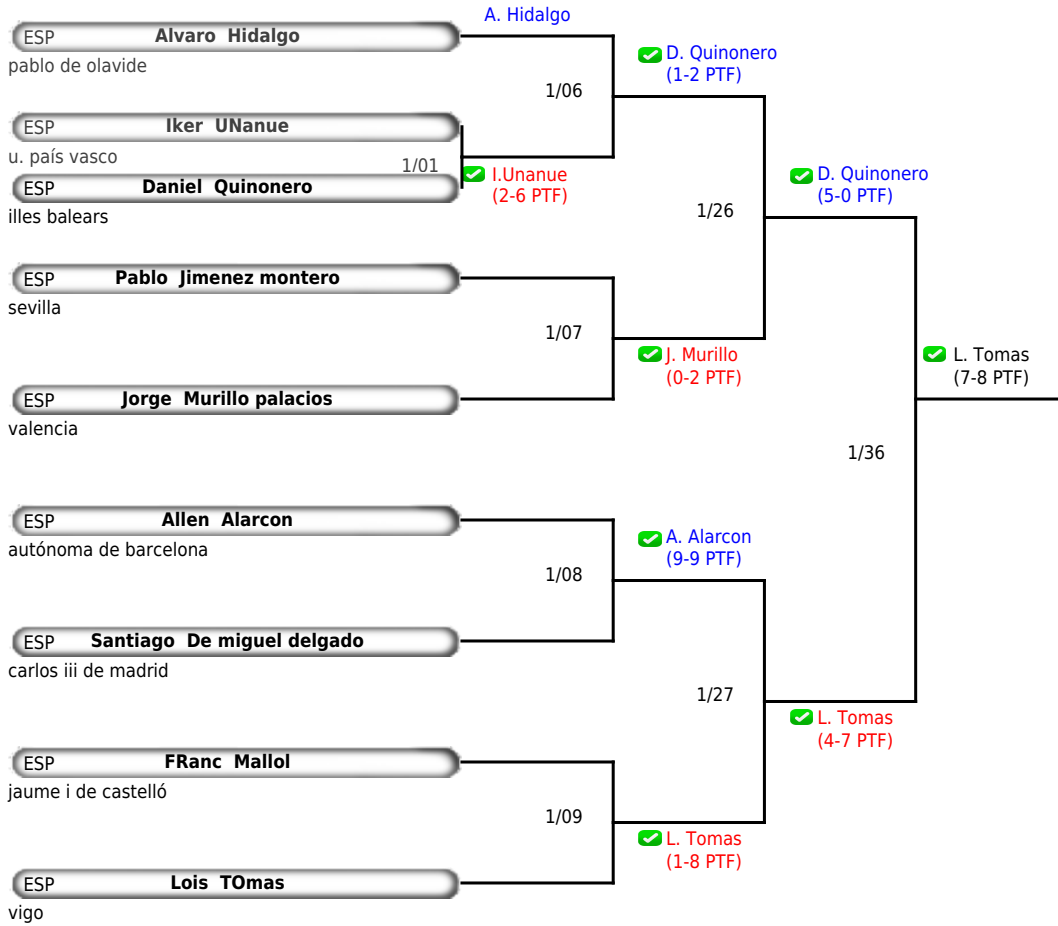 A. Hidalgo
ESP Alvaro Hidalgo
pablo de olavide
D. Quinonero
(1-2 PTF)
1/06
ESP Iker UNanue
u. país vasco
1/01
I.Unanue
(2-6 PTF)
D. Quinonero
(5-0 PTF)
ESP Daniel Quinonero
illes balears
1/26
ESP Pablo Jimenez montero
sevilla
1/07
J. Murillo
(0-2 PTF)
L. Tomas
(7-8 PTF)
ESP Jorge Murillo palacios
valencia
1/36
ESP Allen Alarcon
autónoma de barcelona
A. Alarcon
(9-9 PTF)
1/08
ESP Santiago De miguel delgado
carlos iii de madrid
1/27
L. Tomas
(4-7 PTF)
ESP FRanc Mallol
jaume i de castelló
1/09
L. Tomas
(1-8 PTF)
ESP Lois TOmas
vigo